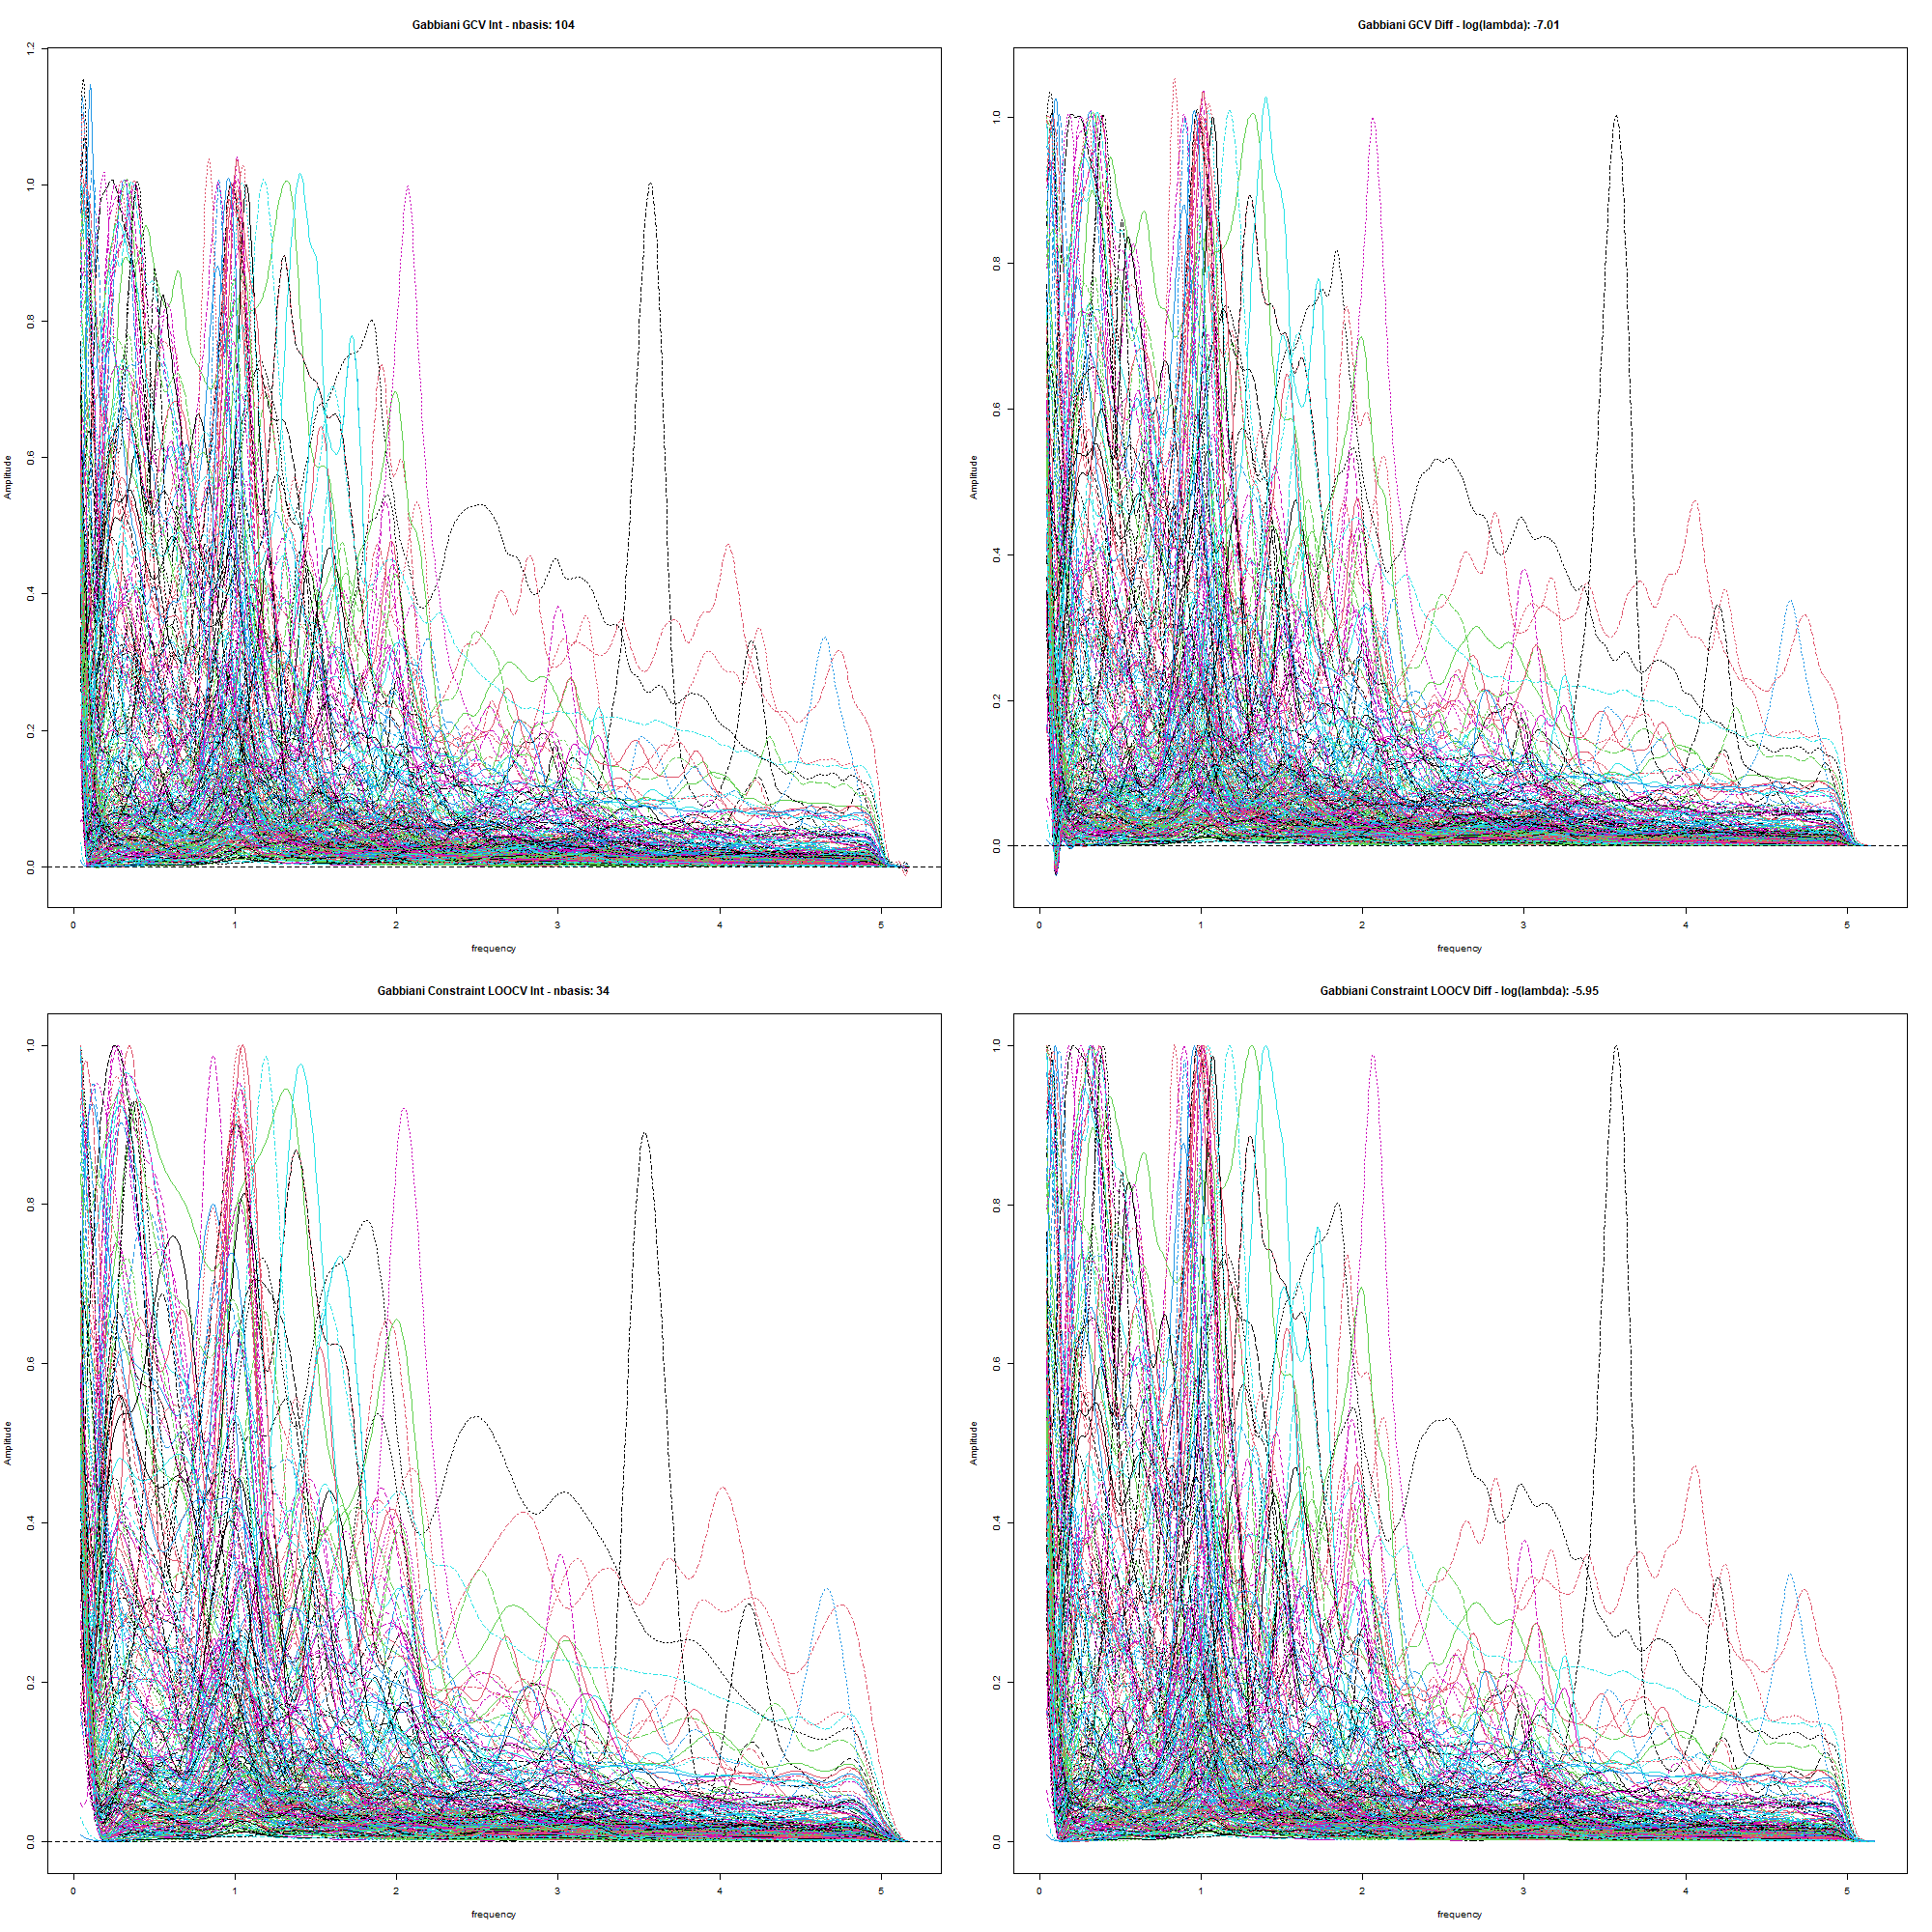 Gabbiani GCV Int - nbasis: 104
Amplitude
0.0 0.2 0.4 0.6 0.8 1.0 1.2
0 1 2 3 4 5
frequency
Gabbiani GCV Diff - log(lambda): -7.01
Amplitude
0.0 0.2 0.4 0.6 0.8 1.0
0 1 2 3 4 5
frequency
Gabbiani Constraint LOOCV Int - nbasis: 34
Amplitude
0.0 0.2 0.4 0.6 0.8 1.0
0 1 2 3 4 5
frequency
Gabbiani Constraint LOOCV Diff - log(lambda): -5.95
Amplitude
0.0 0.2 0.4 0.6 0.8 1.0
0 1 2 3 4 5
frequency